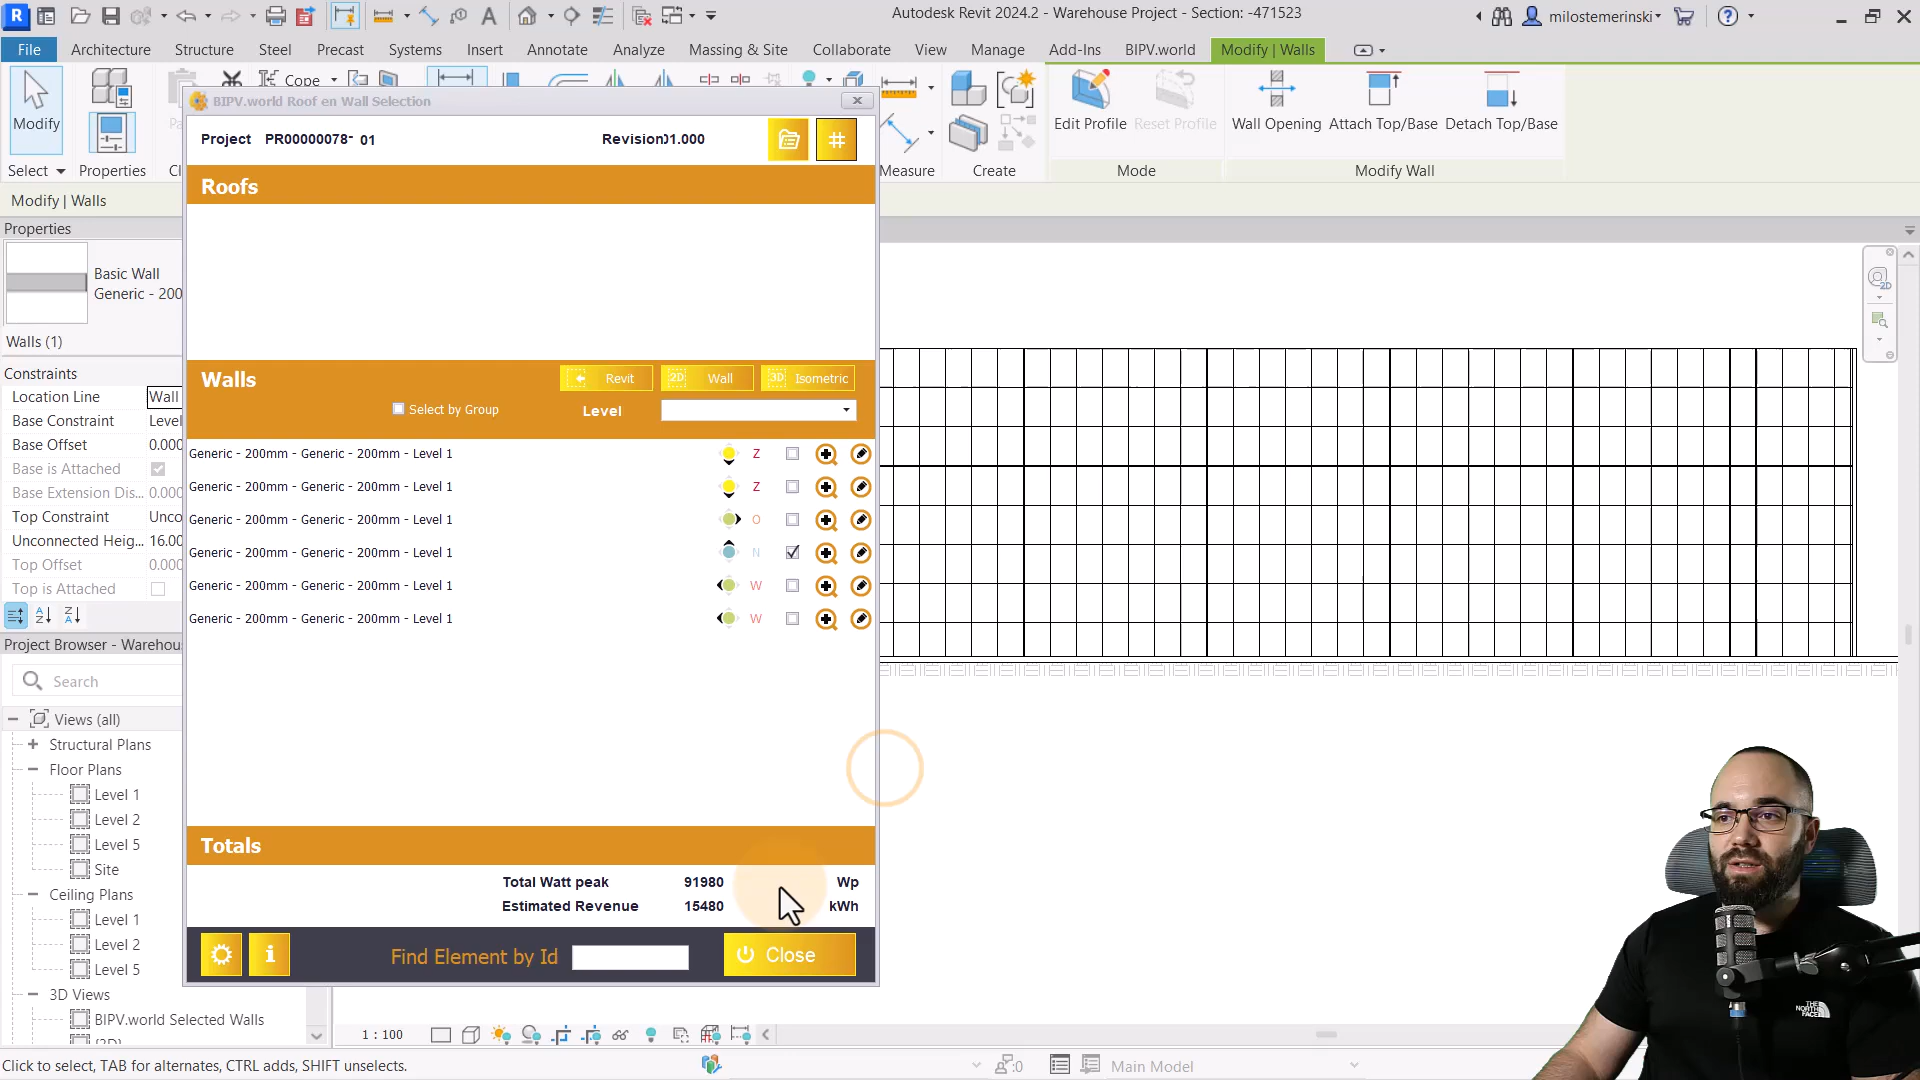 Autodesk Revit 2024.2 - Warehouse Project - Section: -471523
milostemerinski
File Architecture Structure Steel Precast Systems Insert Annotate Analyze Massing & Site Collaborate View Manage Add-Ins BIPV.world Modify | Walls
Modify
Cope
Edit Profile Reset Profile Wall Opening Attach Top/Base Detach Top/Base
Select Properties Measure Create Mode Modify Wall
Modify | Walls
BIPV.world Roof en Wall Selection
Project PR00000078- 01 Revision 01.000
Roofs
Walls
Revit
2D Wall
3D Isometric
Select by Group
Level
Generic - 200mm - Generic - 200mm - Level 1 Z
Generic - 200mm - Generic - 200mm - Level 1 Z
Generic - 200mm - Generic - 200mm - Level 1 O
Generic - 200mm - Generic - 200mm - Level 1 N
Generic - 200mm - Generic - 200mm - Level 1 W
Generic - 200mm - Generic - 200mm - Level 1 W
Totals
Total Watt peak 91980 Wp
Estimated Revenue 15480 kWh
Find Element by Id
Close
Properties
Basic Wall
Generic - 200
Walls (1)
Constraints
Location Line Wall
Base Constraint Level
Base Offset 0.000
Base is Attached
Base Extension Dis... 0.000
Top Constraint Unco
Unconnected Heig... 16.00
Top Offset 0.000
Top is Attached
Project Browser - Warehou
Search
Views (all)
Structural Plans
Floor Plans
Level 1
Level 2
Level 5
Site
Ceiling Plans
Level 1
Level 2
Level 5
3D Views
BIPV.world Selected Walls
1 : 100
Click to select, TAB for alternates, CTRL adds, SHIFT unselects.
:0
Main Model
THE NORTH FACE